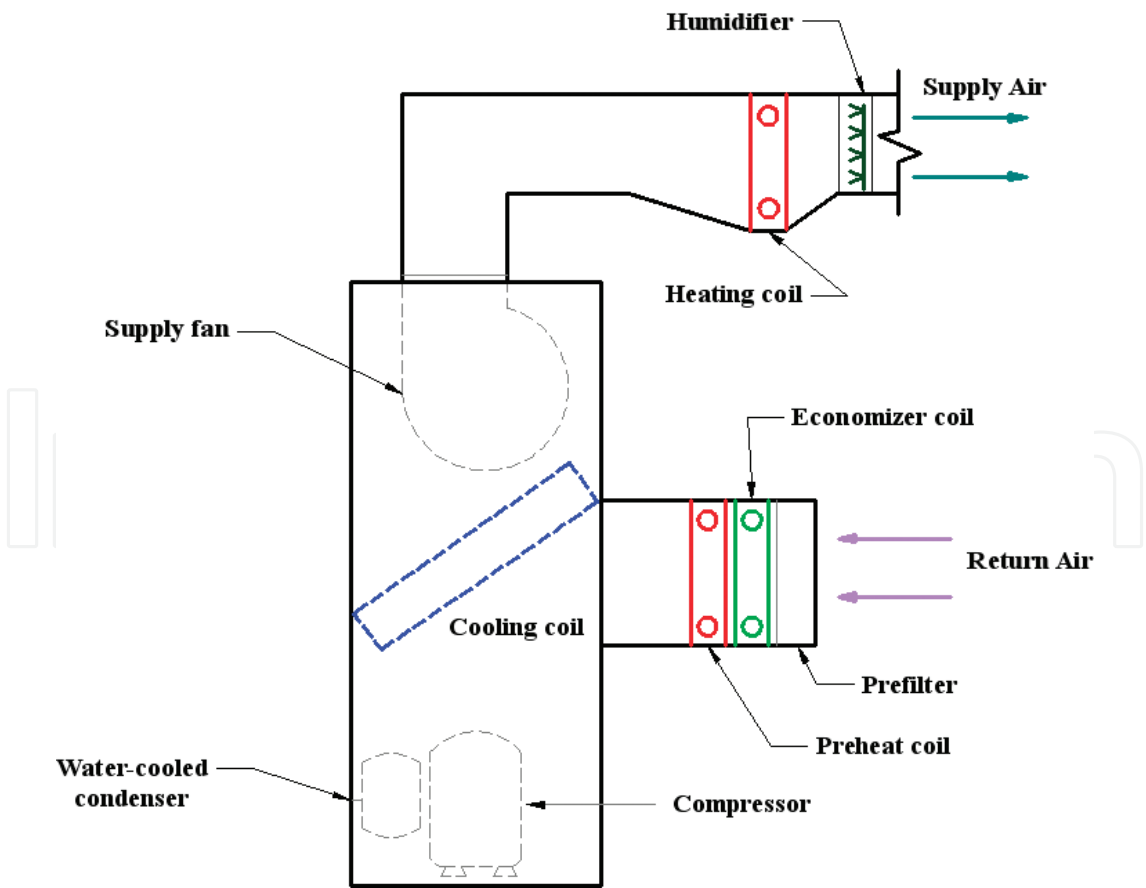 Humidifier
Supply Air
Heating coil
Supply fan
Economizer coil
Return Air
Cooling coil
Prefilter
Preheat coil
Water-cooled
condenser
Compressor